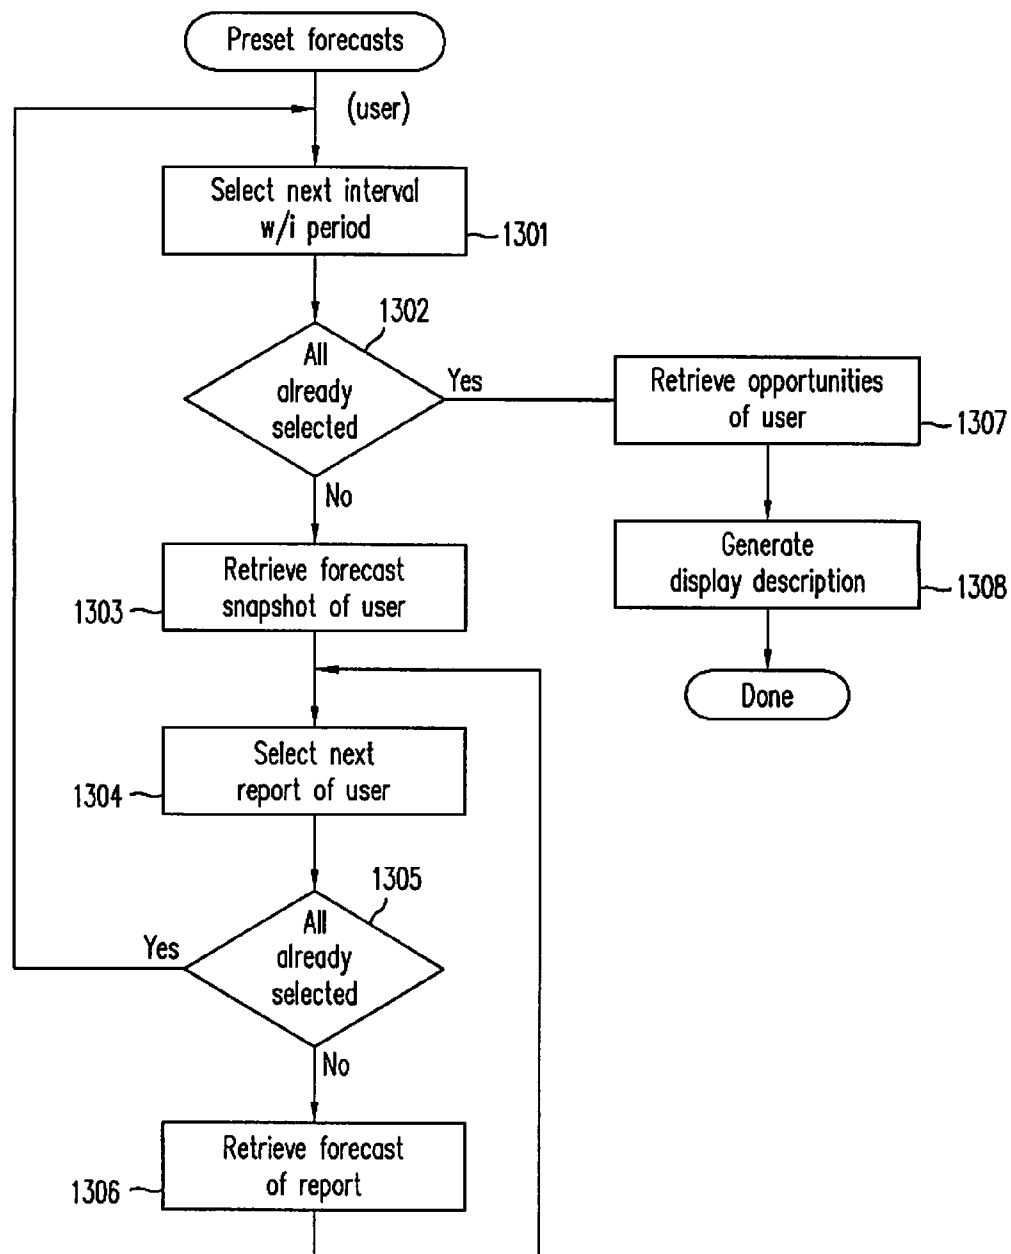 Preset forecasts
(user)
Select next interval
w/i period
1301
1302
All
already
selected
Yes
No
Retrieve opportunities
of user
1307
Generate
display description
1308
Done
Retrieve forecast
snapshot of user
1303
Select next
report of user
1304
1305
All
already
selected
Yes
No
Retrieve forecast
of report
1306